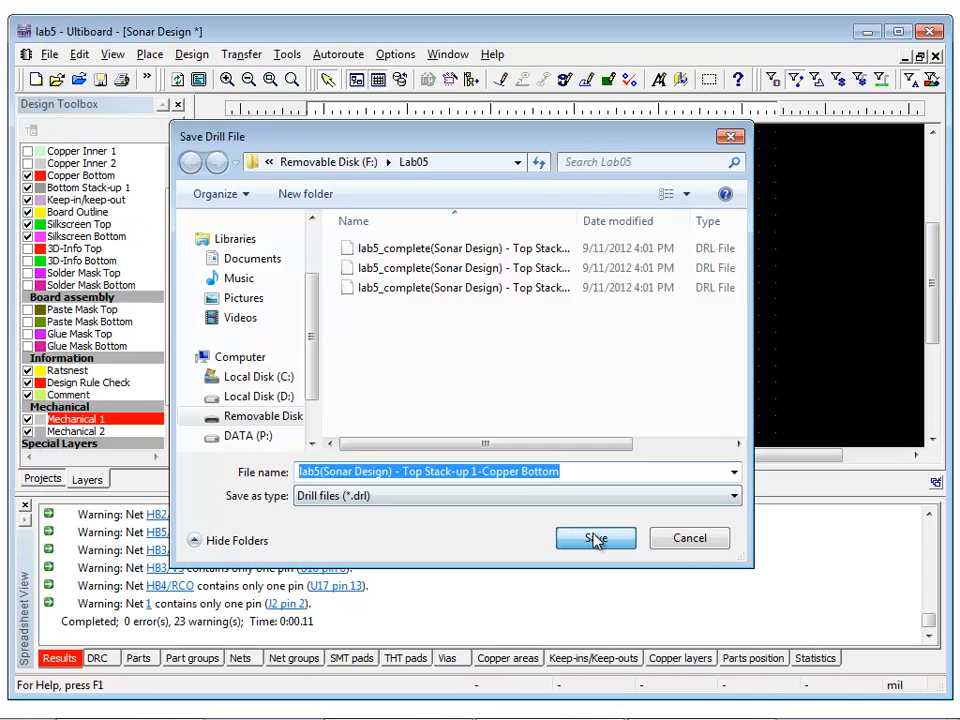 lab5 - Ultiboard - [Sonar Design *]
File Edit View Place Design Transfer Tools Autoroute Options Window Help
Design Toolbox
Copper Inner 1
Copper Inner 2
Copper Bottom
Bottom Stack-up 1
Keep-in/keep-out
Board Outline
Silkscreen Top
Silkscreen Bottom
3D-Info Top
3D-Info Bottom
Solder Mask Top
Solder Mask Bottom
Board assembly
Paste Mask Top
Paste Mask Bottom
Glue Mask Top
Glue Mask Bottom
Information
Ratsnest
Design Rule Check
Comment
Mechanical
Mechanical 1
Mechanical 2
Special Layers
Projects Layers
Save Drill File
« Removable Disk (F:) Lab05
Search Lab05
Organize New folder
Name Date modified Type
lab5_complete(Sonar Design) - Top Stack... 9/11/2012 4:01 PM DRL File
lab5_complete(Sonar Design) - Top Stack... 9/11/2012 4:01 PM DRL File
lab5_complete(Sonar Design) - Top Stack... 9/11/2012 4:01 PM DRL File
Libraries
Documents
Music
Pictures
Videos
Computer
Local Disk (C:)
Local Disk (D:)
Removable Disk
DATA (P:)
File name: lab5(Sonar Design) - Top Stack-up 1-Copper Bottom
Save as type: Drill files (*.drl)
Hide Folders
Save Cancel
Warning: Net HB2/
Warning: Net HB5/
Warning: Net
Warning: Net
Warning: Net HB4/RCO contains only one pin (U17 pin 13).
Warning: Net 1 contains only one pin (J2 pin 2).
Completed; 0 error(s), 23 warning(s); Time: 0:00.11
Spreadsheet View
Results DRC Parts Part groups Nets Net groups SMT pads THT pads Vias Copper areas Keep-ins/Keep-outs Copper layers Parts position Statistics
For Help, press F1
- - - - - mil